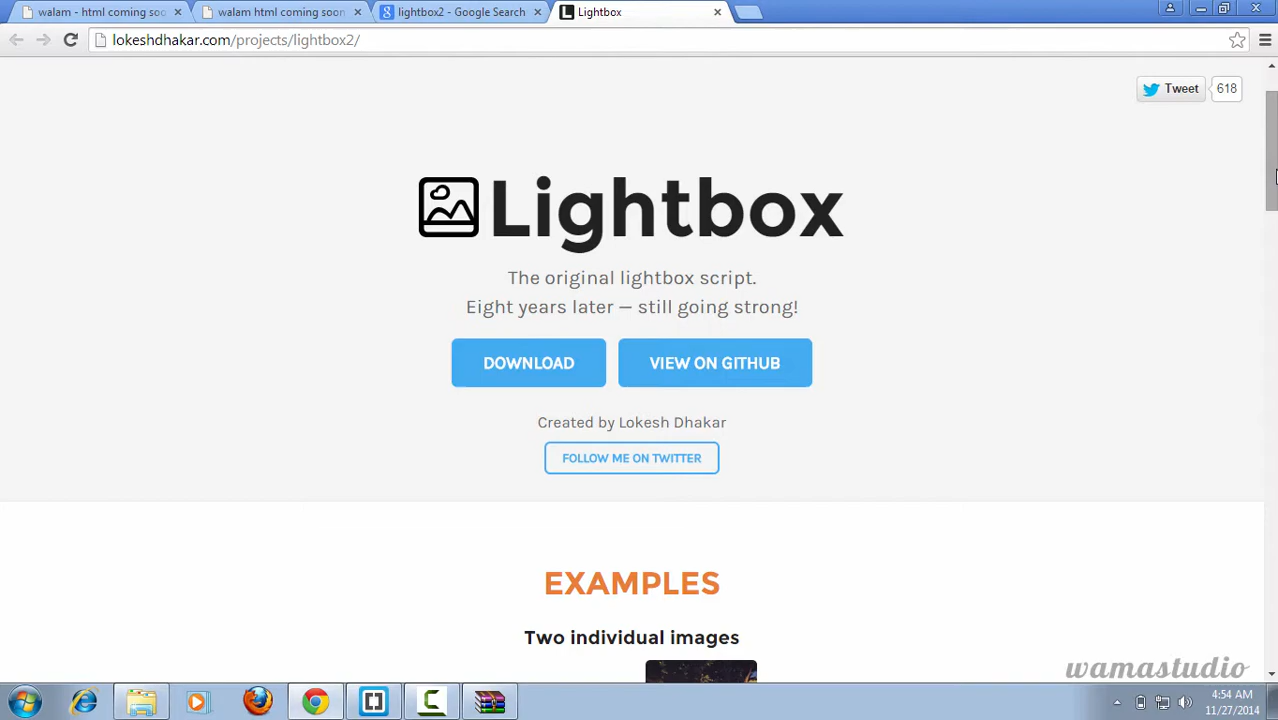 walam - html coming soo
walam html coming soon
lightbox2 - Google Search
Lightbox
lokeshdhakar.com/projects/lightbox2/
Tweet
618
Lightbox
The original lightbox script.
Eight years later — still going strong!
DOWNLOAD
VIEW ON GITHUB
Created by Lokesh Dhakar
FOLLOW ME ON TWITTER
EXAMPLES
Two individual images
wamastudio
4:54 AM
11/27/2014